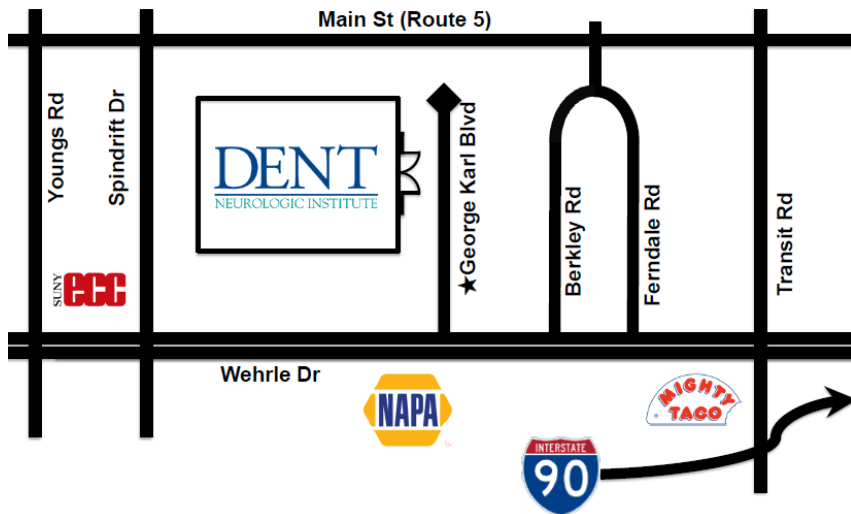 Main St (Route 5)
Youngs Rd
Spindrift Dr
DENT
NEUROLOGIC INSTITUTE
★George Karl Blvd
Berkley Rd
Ferndale Rd
Transit Rd
SUNY ecc
Wehrle Dr
NAPA
MIGHTY
TACO
INTERSTATE
90